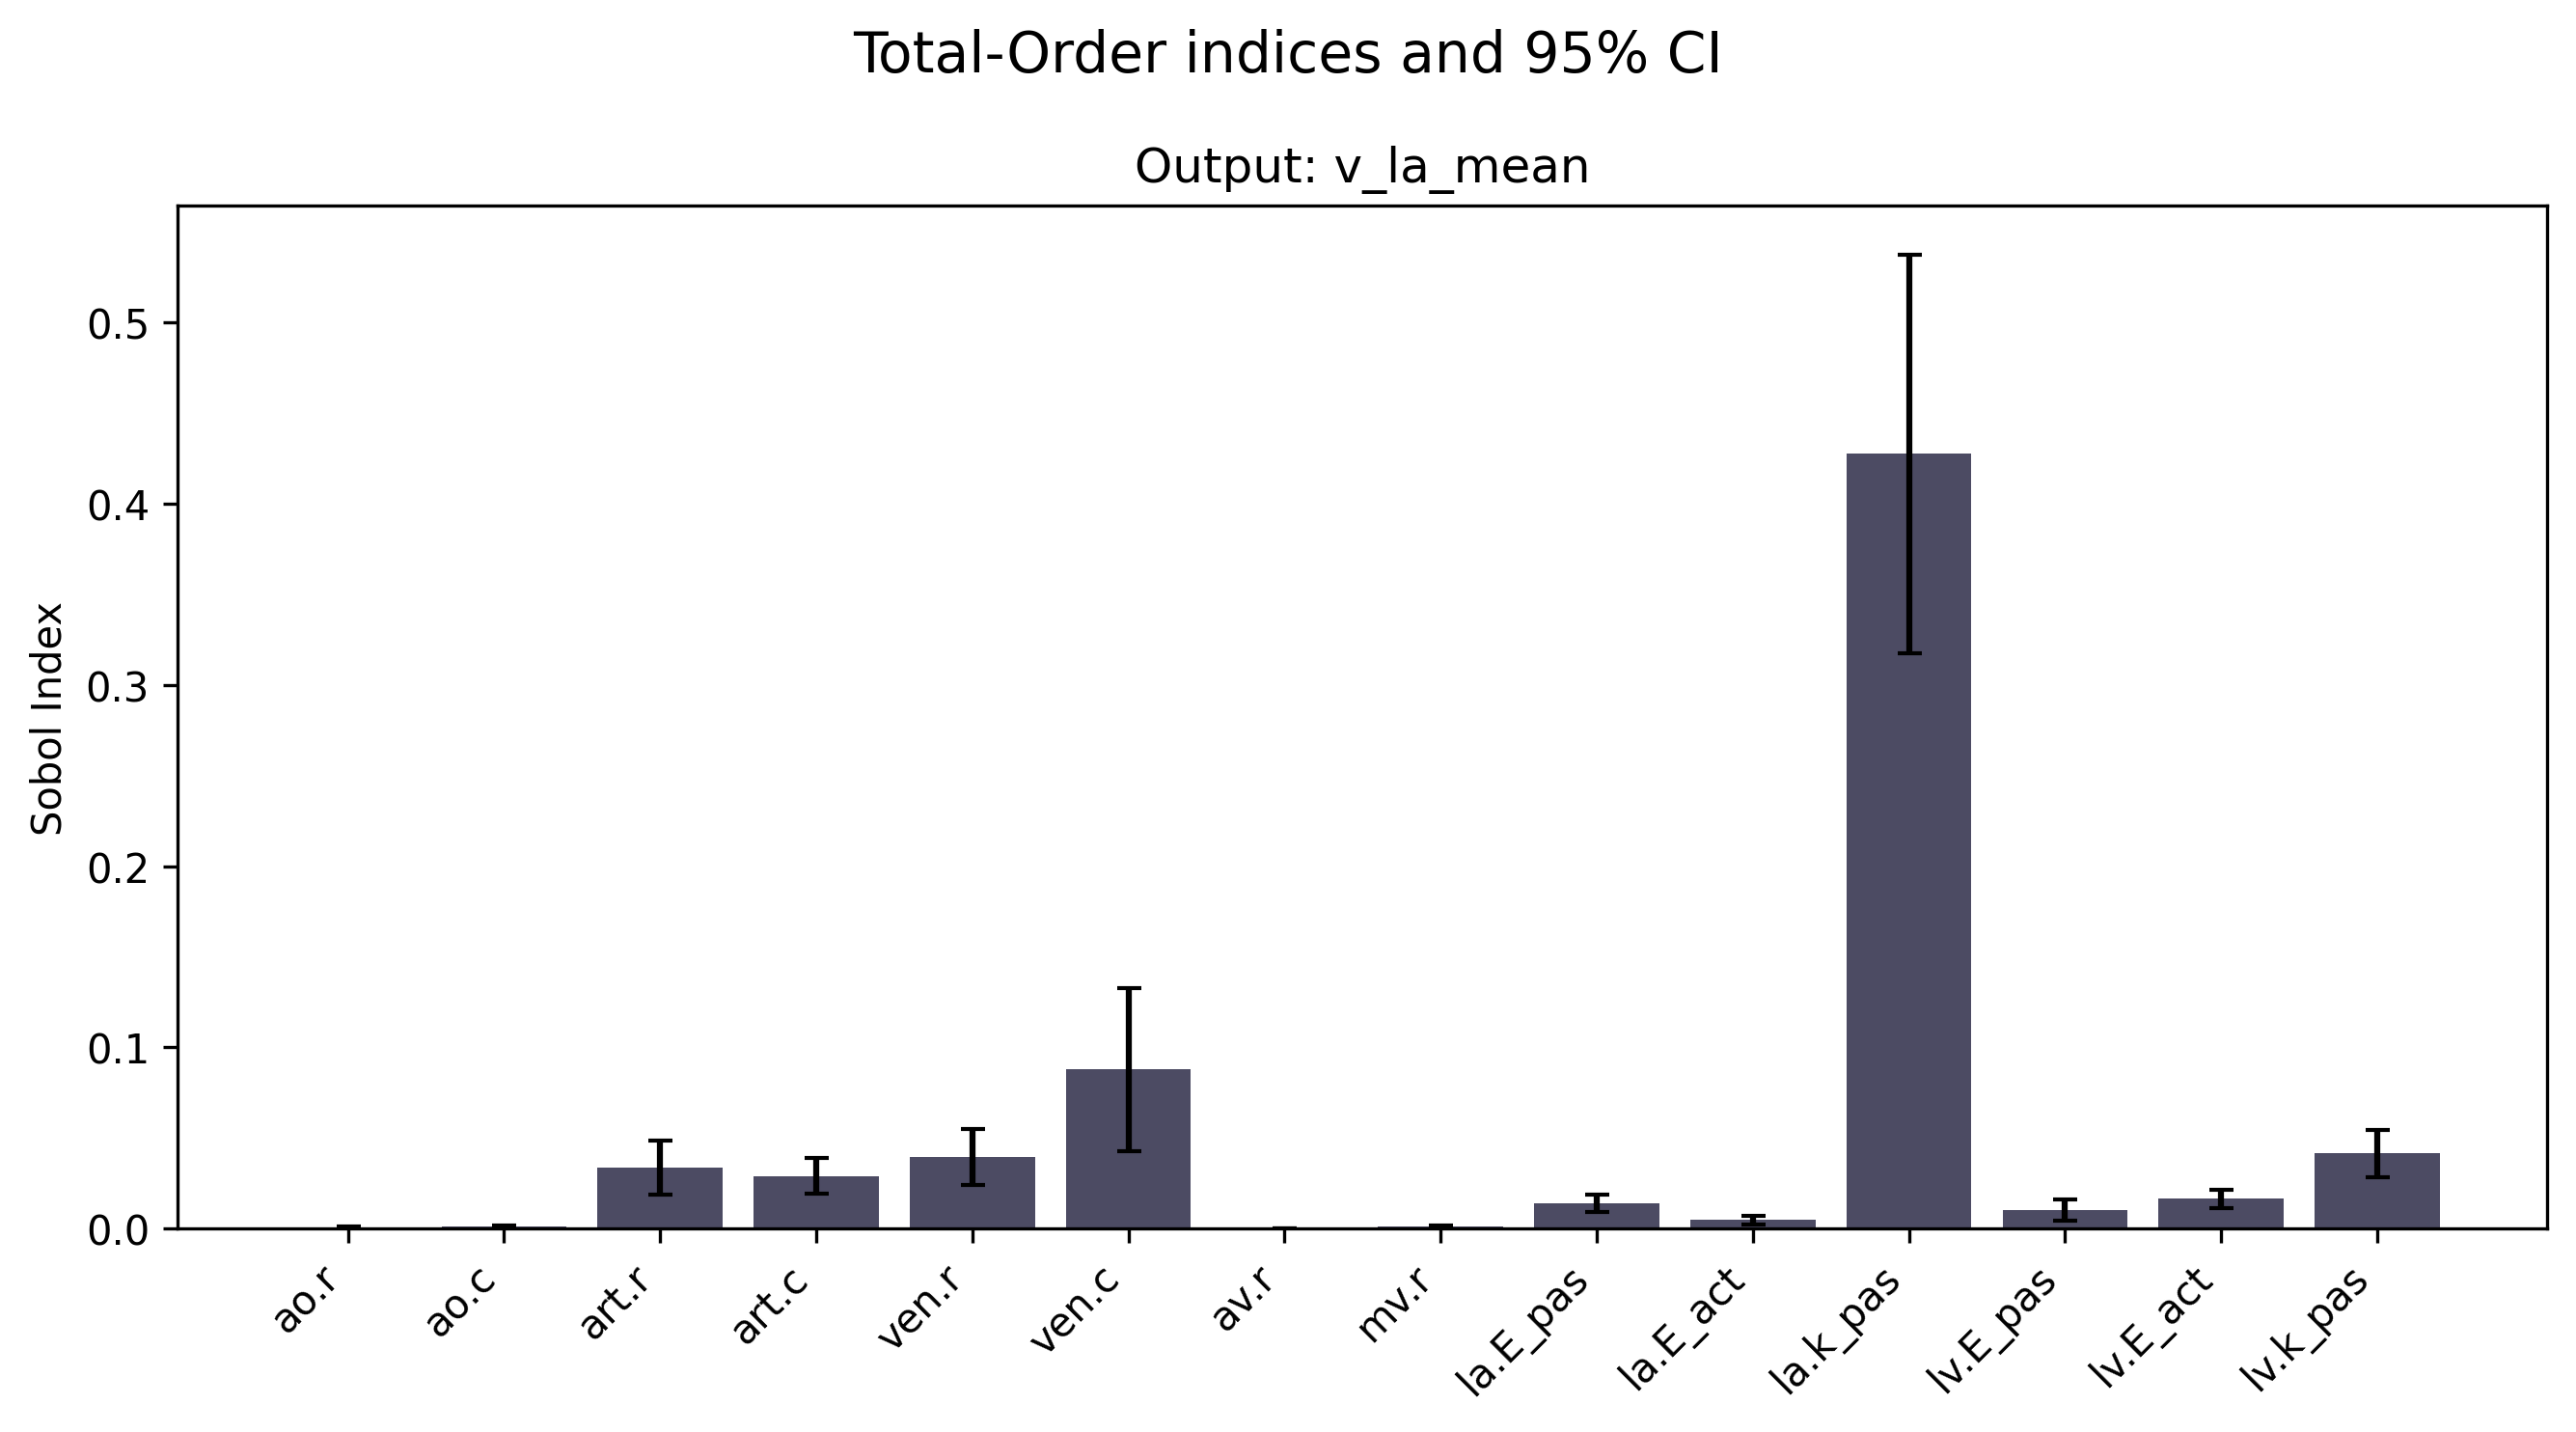 Total-Order indices and 95% CI
Output: v_la_mean
Sobol Index
0.5
0.4
0.3
0.2
0.1
0.0
ao.r
ao.c
art.r
art.c
ven.r
ven.c
av.r
mv.r
la.E_pas
la.E_act
la.k_pas
lv.E_pas
lv.E_act
lv.k_pas